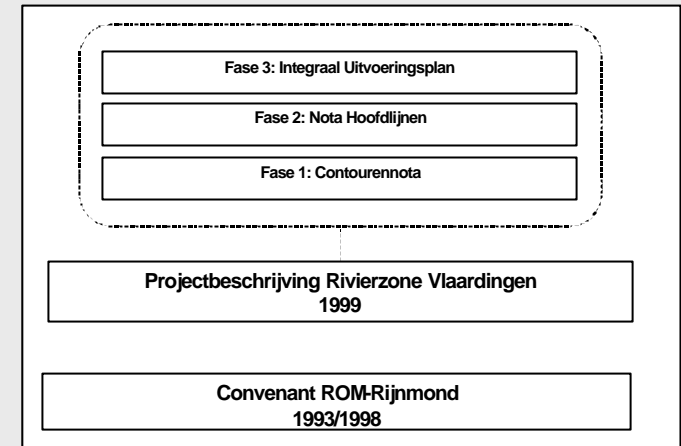 Fase 3: Integraal Uitvoeringsplan
Fase 2: Nota Hoofdlijnen
Fase 1: Contourennota
Projectbeschrijving Rivierzone Vlaardingen
1999
Convenant ROM-Rijnmond
1993/1998